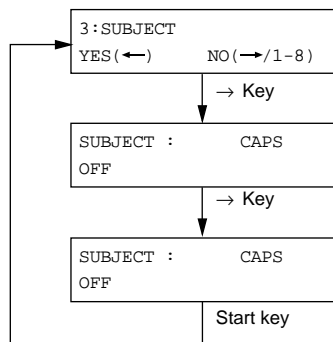 3:SUBJECT
YES(←) NO(→/1-8)
→ Key
SUBJECT : CAPS
OFF
→ Key
SUBJECT : CAPS
OFF
Start key